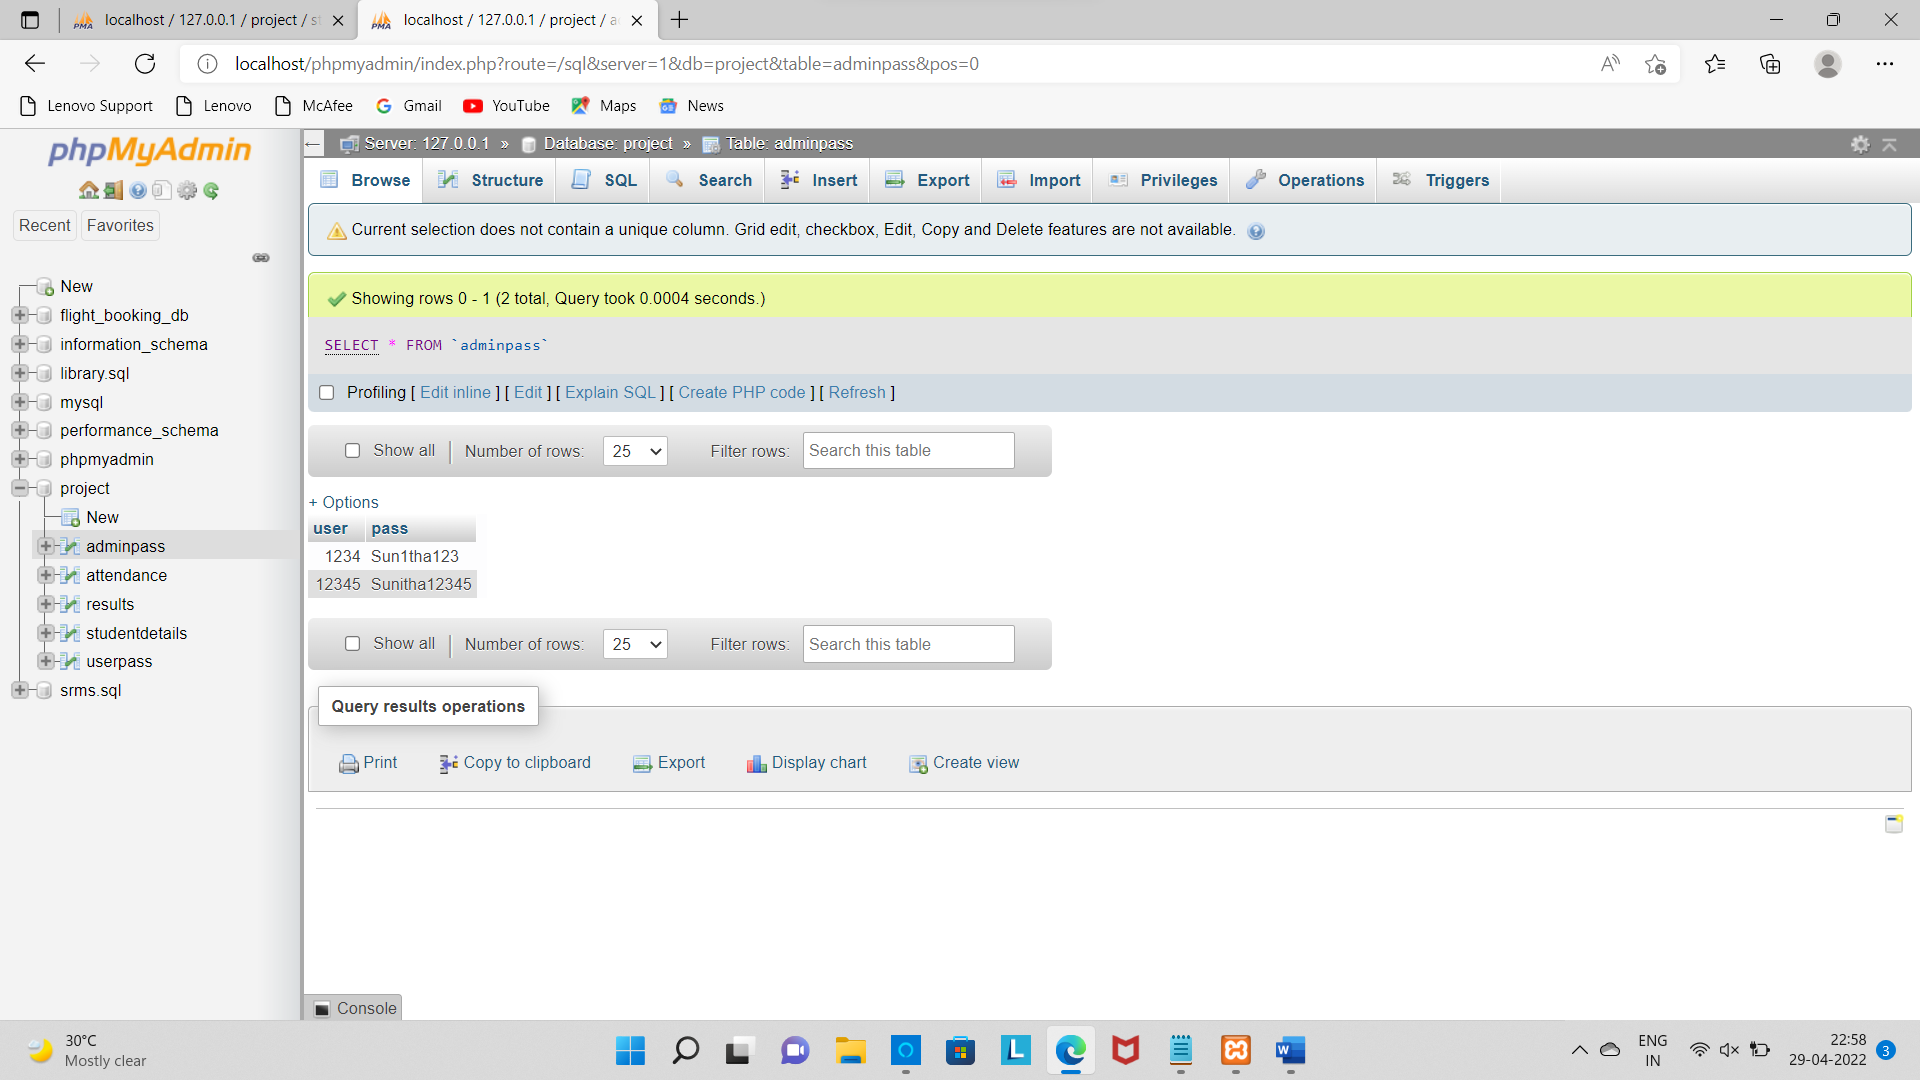 localhost / 127.0.0.1 / project / s
localhost / 127.0.0.1 / project / a
localhost/phpmyadmin/index.php?route=/sql&server=1&db=project&table=adminpass&pos=0
Lenovo Support
Lenovo
McAfee
Gmail
YouTube
Maps
News
phpMyAdmin
Recent
Favorites
New
flight_booking_db
information_schema
library.sql
mysql
performance_schema
phpmyadmin
project
New
adminpass
attendance
results
studentdetails
userpass
srms.sql
Server: 127.0.0.1 » Database: project » Table: adminpass
Browse
Structure
SQL
Search
Insert
Export
Import
Privileges
Operations
Triggers
Current selection does not contain a unique column. Grid edit, checkbox, Edit, Copy and Delete features are not available.
Showing rows 0 - 1 (2 total, Query took 0.0004 seconds.)
SELECT * FROM `adminpass`
Profiling [ Edit inline ] [ Edit ] [ Explain SQL ] [ Create PHP code ] [ Refresh ]
Show all
Number of rows: 25
Filter rows: Search this table
+ Options
user pass
1234 Sun1tha123
12345 Sunitha12345
Show all
Number of rows: 25
Filter rows: Search this table
Query results operations
Print
Copy to clipboard
Export
Display chart
Create view
Console
30°C
Mostly clear
ENG
IN
22:58
29-04-2022
3